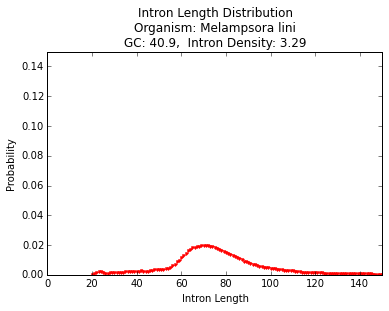 Intron Length Distribution
Organism: Melampsora lini
GC: 40.9,  Intron Density: 3.29
0.14
0.12
0.10
0.08
0.06
0.04
0.02
0.00
Probability
0 20 40 60 80 100 120 140
Intron Length